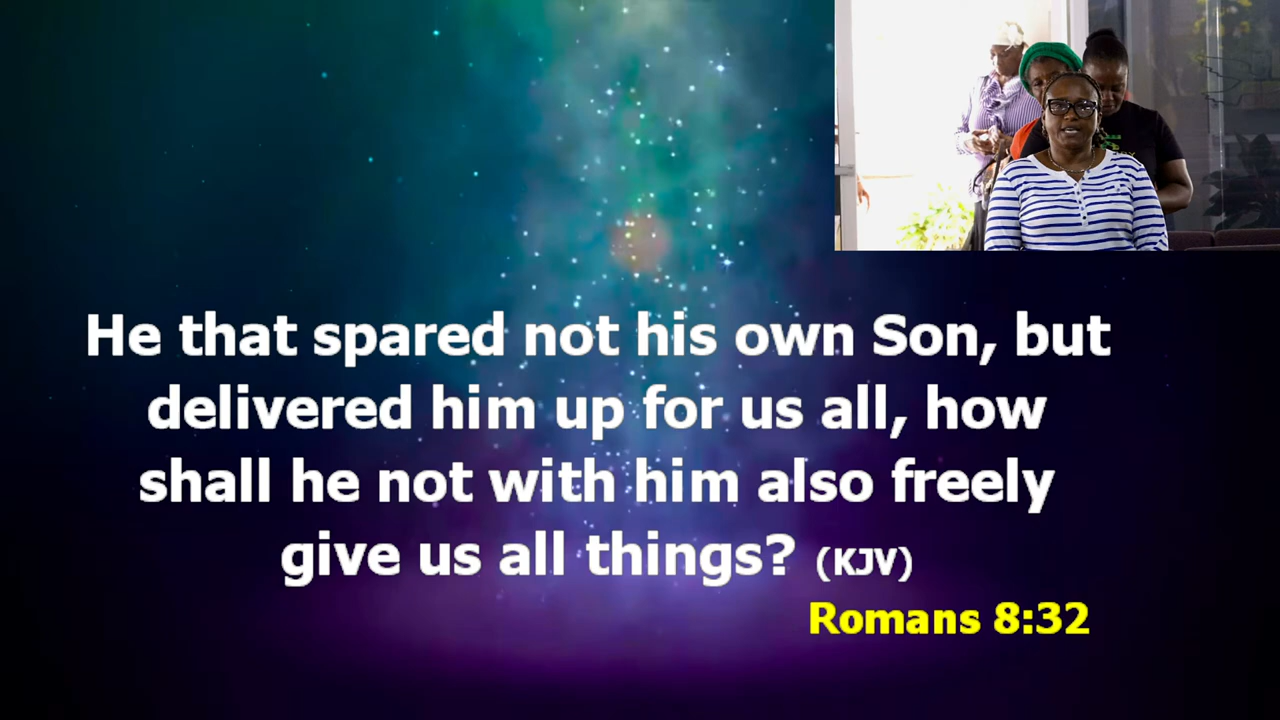 He that spared not his own Son, but
delivered him up for us all, how
shall he not with him also freely
give us all things? (KJV)
Romans 8:32